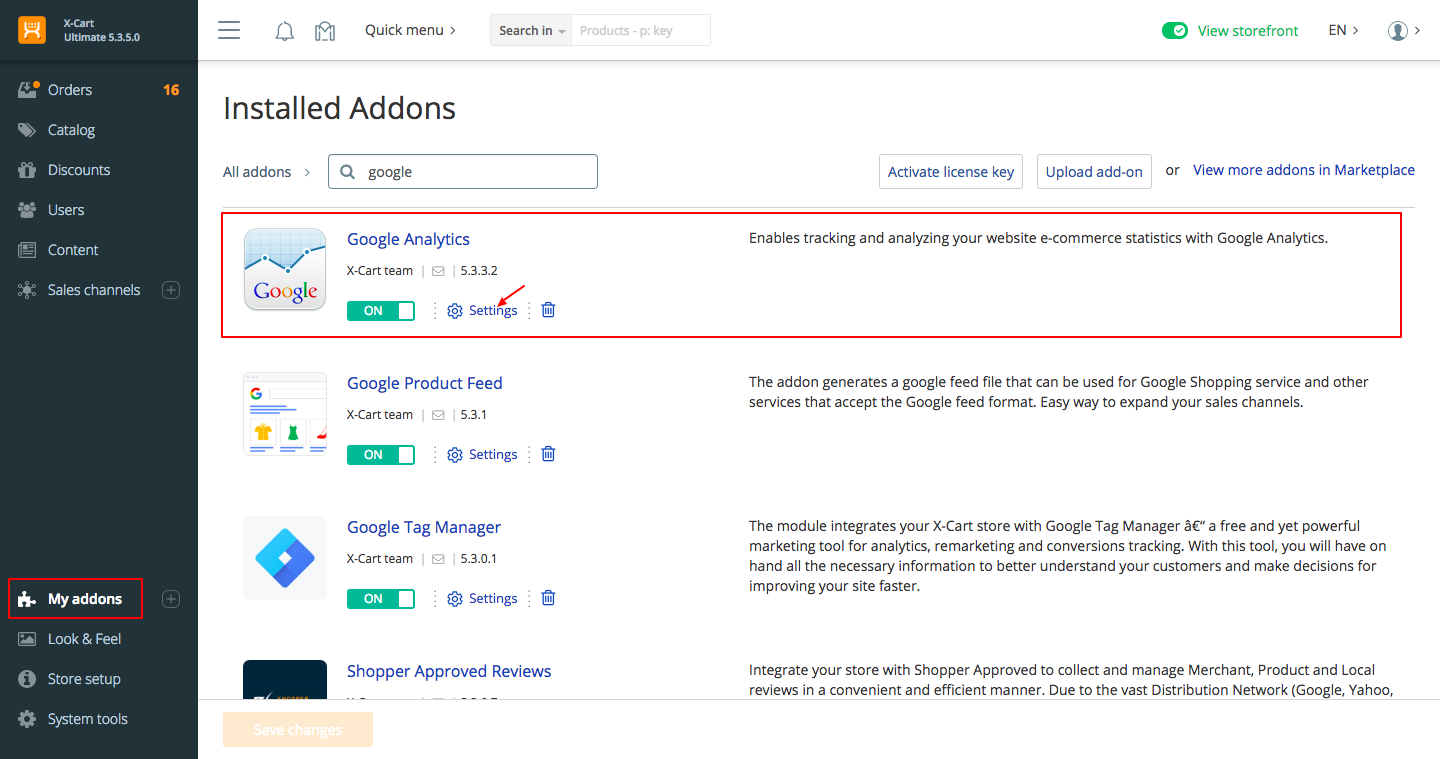 X-Cart
Ultimate 5.3.5.0
Quick menu
Search in
Products - p: key
View storefront
EN
Orders 16
Catalog
Discounts
Users
Content
Sales channels
My addons
Look & Feel
Store setup
System tools
Installed Addons
All addons
google
Activate license key
Upload add-on
or
View more addons in Marketplace
Google
Google Analytics
X-Cart team | 5.3.3.2
ON
Settings
Enables tracking and analyzing your website e-commerce statistics with Google Analytics.
Google Product Feed
X-Cart team | 5.3.1
ON
Settings
The addon generates a google feed file that can be used for Google Shopping service and other
services that accept the Google feed format. Easy way to expand your sales channels.
Google Tag Manager
X-Cart team | 5.3.0.1
ON
Settings
The module integrates your X-Cart store with Google Tag Manager â€“ a free and yet powerful
marketing tool for analytics, remarketing and conversions tracking. With this tool, you will have on
hand all the necessary information to better understand your customers and make decisions for
improving your site faster.
Shopper Approved Reviews
Integrate your store with Shopper Approved to collect and manage Merchant, Product and Local
reviews in a convenient and efficient manner. Due to the vast Distribution Network (Google, Yahoo,
Save changes